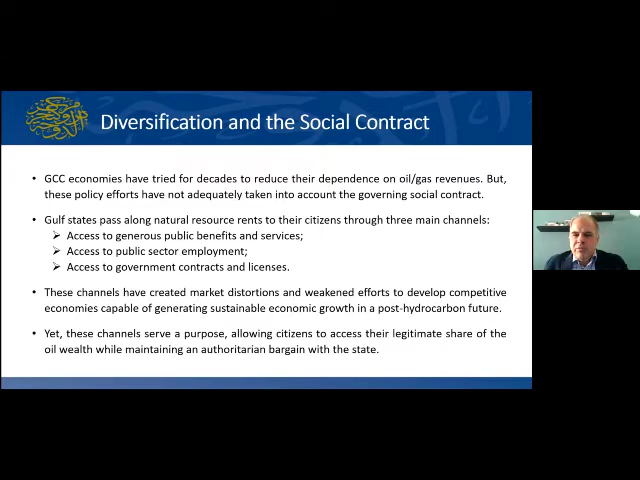 Diversification and the Social Contract
• GCC economies have tried for decades to reduce their dependence on oil/gas revenues. But,
these policy efforts have not adequately taken into account the governing social contract.
• Gulf states pass along natural resource rents to their citizens through three main channels:
➢ Access to generous public benefits and services;
➢ Access to public sector employment;
➢ Access to government contracts and licenses.
• These channels have created market distortions and weakened efforts to develop competitive
economies capable of generating sustainable economic growth in a post-hydrocarbon future.
• Yet, these channels serve a purpose, allowing citizens to access their legitimate share of the
oil wealth while maintaining an authoritarian bargain with the state.